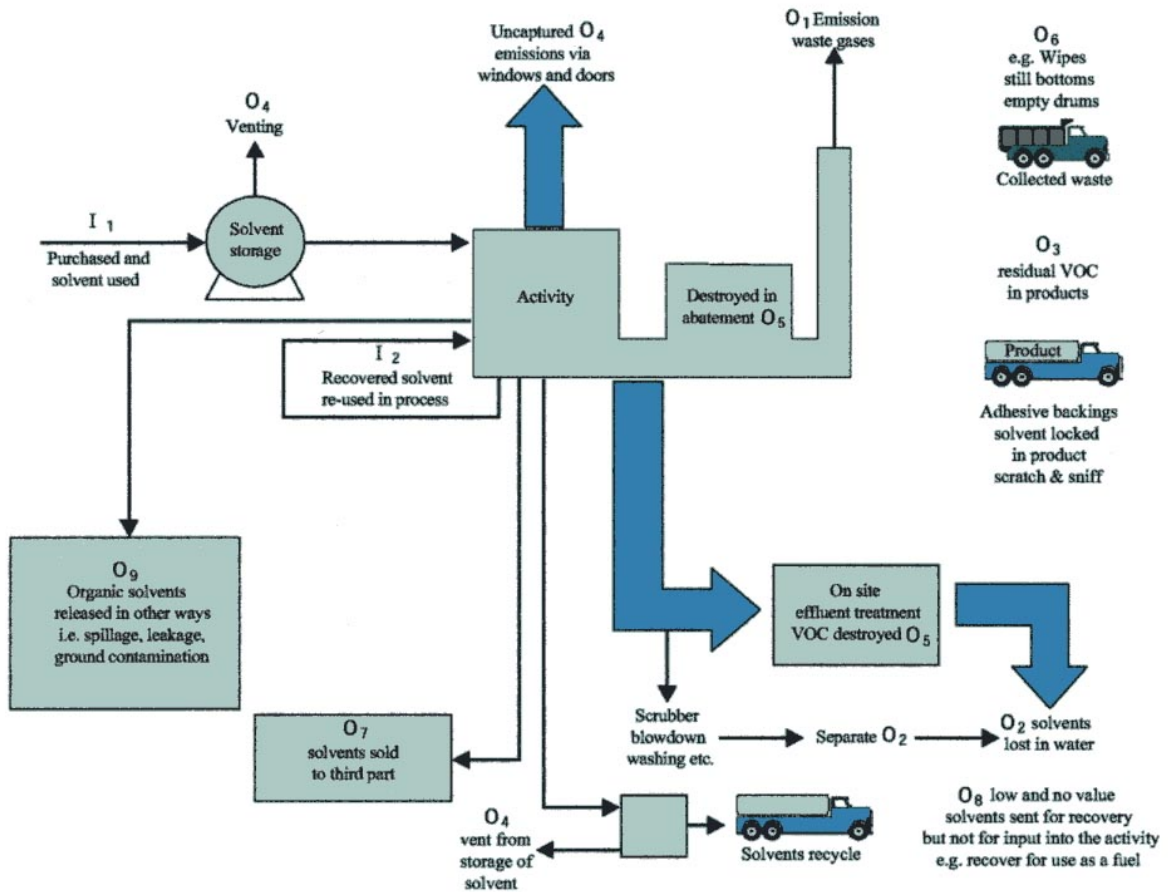 Uncaptured O4
emissions via
windows and doors
O1 Emission
waste gases
O6
e.g. Wipes
still bottoms
empty drums
Collected waste
O4
Venting
I 1
Purchased and
solvent used
Solvent
storage
Activity
Destroyed in
abatement O5
O3
residual VOC
in products
Product
Adhesive backings
solvent locked
in product
scratch & sniff
I 2
Recovered solvent
re-used in process
O9
Organic solvents
released in other ways
i.e. spillage, leakage,
ground contamination
On site
effluent treatment
VOC destroyed O5
O7
solvents sold
to third part
Scrubber
blowdown
washing etc.
Separate O2
O2 solvents
lost in water
O4
vent from
storage of
solvent
Solvents recycle
O8 low and no value
solvents sent for recovery
but not for input into the activity
e.g. recover for use as a fuel